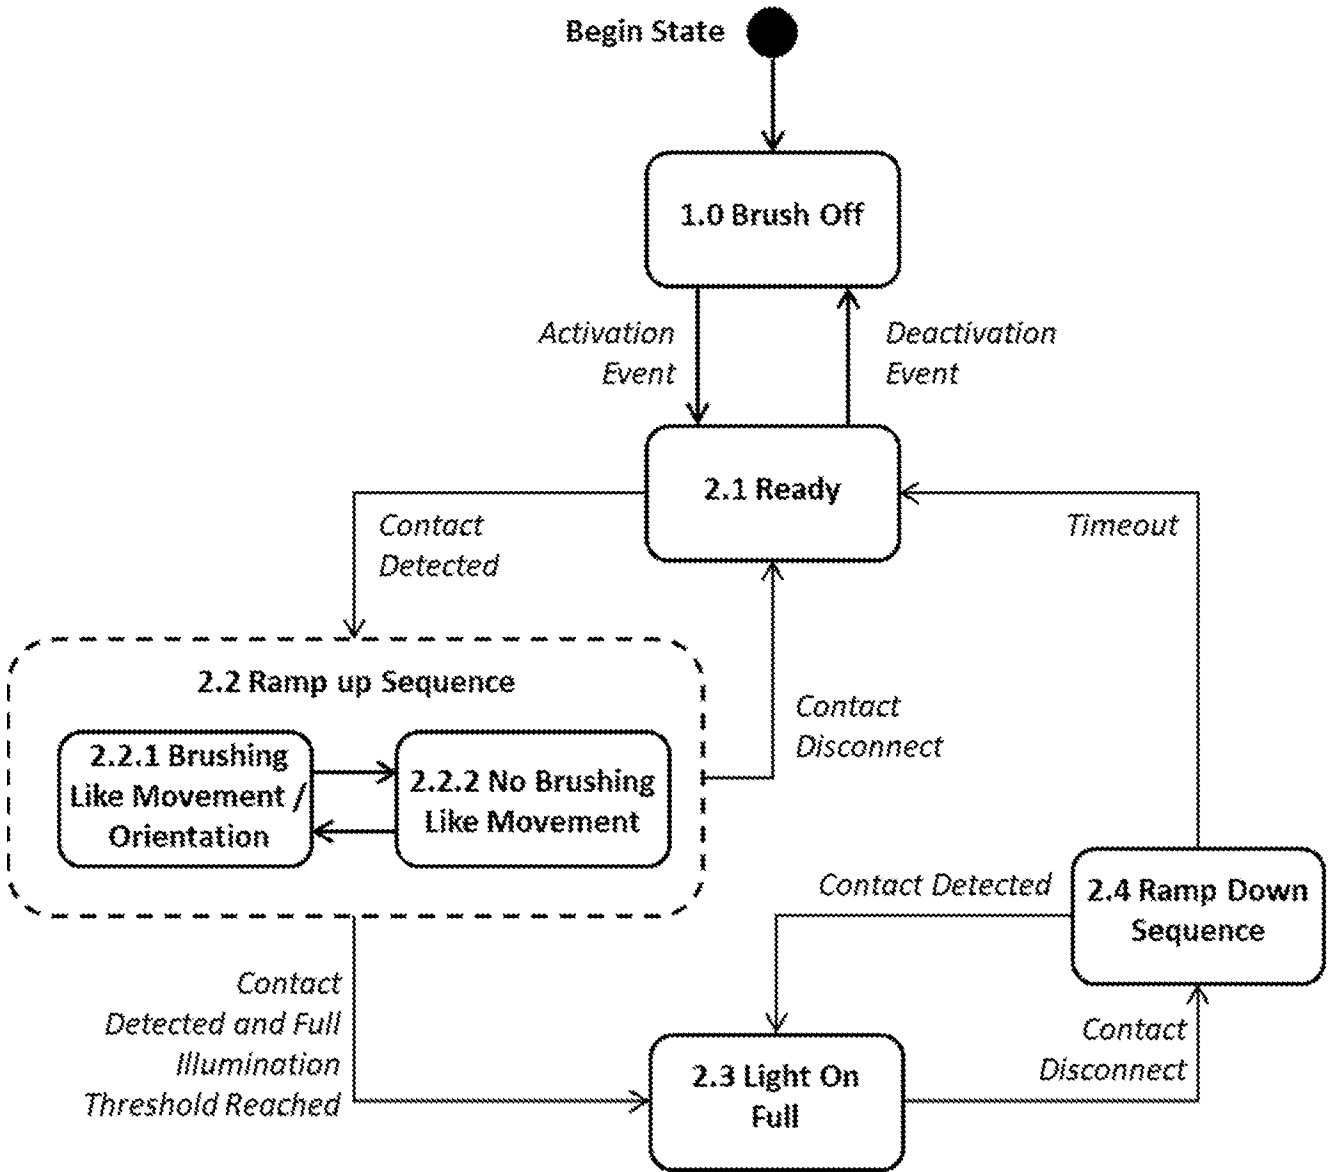 Begin State
1.0 Brush Off
Activation
Event
Deactivation
Event
2.1 Ready
Contact
Detected
Timeout
2.2 Ramp up Sequence
2.2.1 Brushing
Like Movement /
Orientation
2.2.2 No Brushing
Like Movement
Contact
Disconnect
Contact Detected
2.4 Ramp Down
Sequence
Contact
Detected and Full
Illumination
Threshold Reached
2.3 Light On
Full
Contact
Disconnect